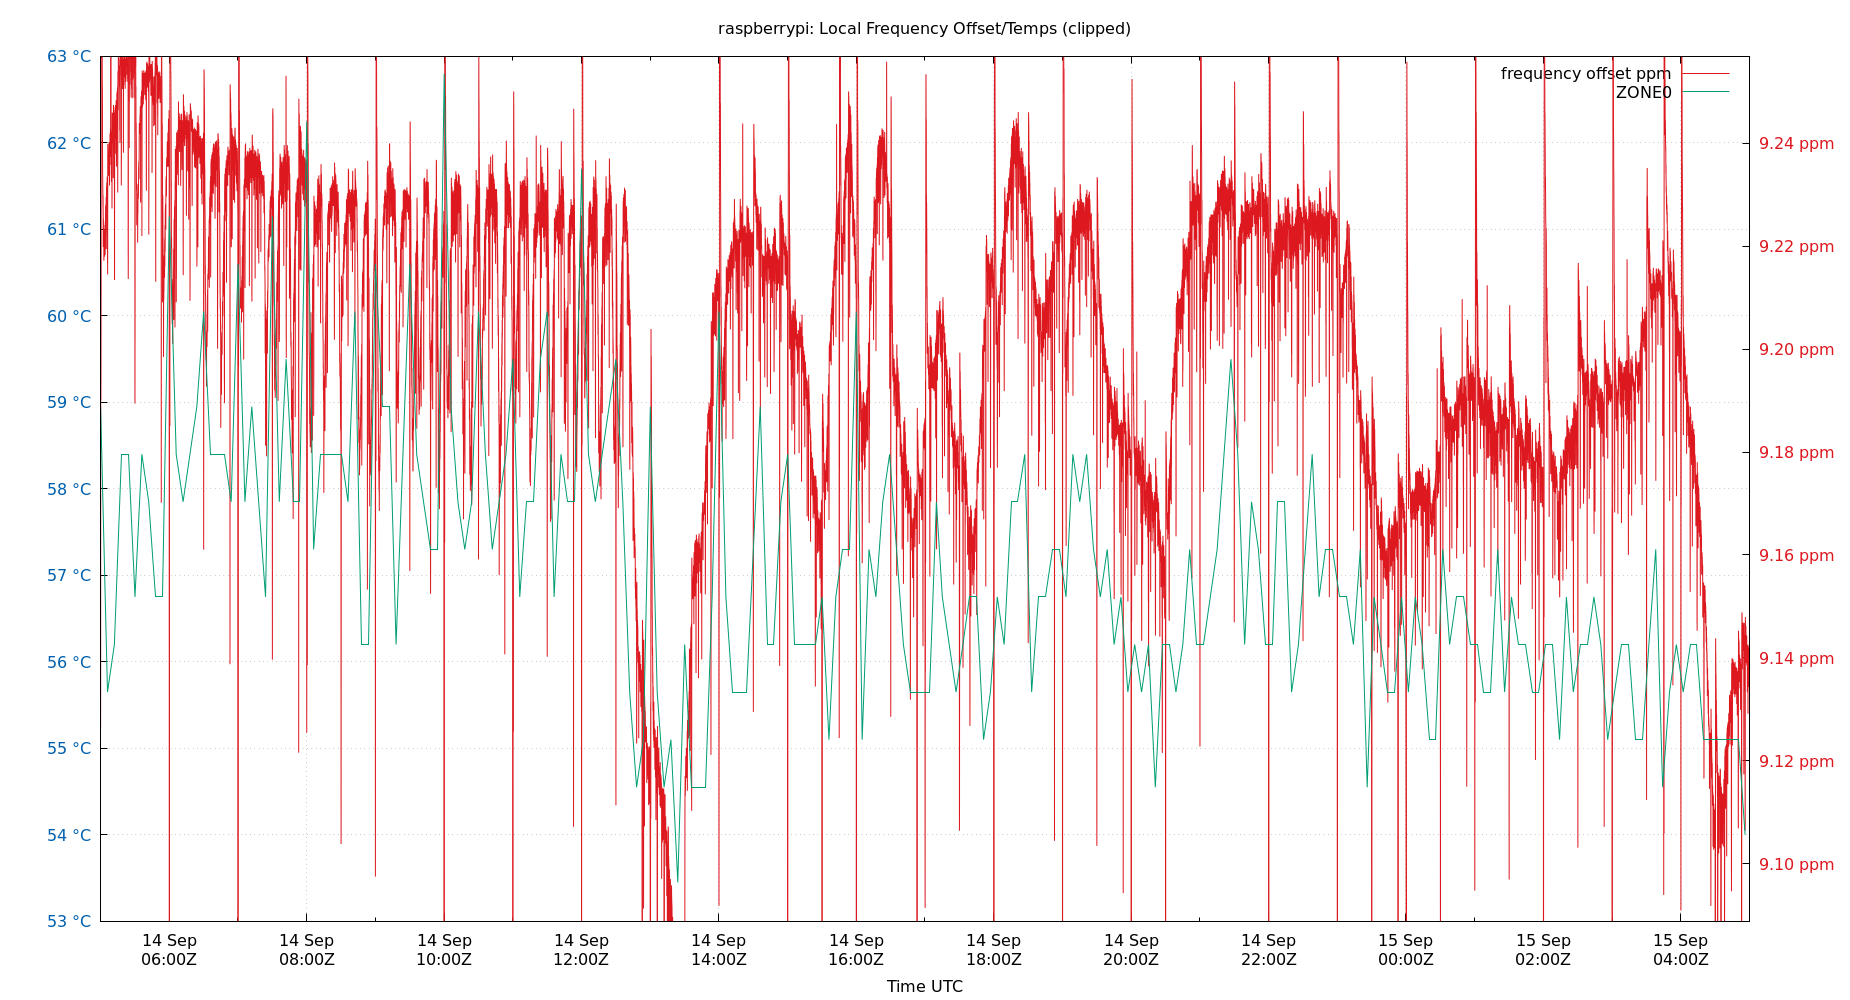 raspberrypi: Local Frequency Offset/Temps (clipped)
frequency offset ppm
ZONE0
63 °C
62 °C
61 °C
60 °C
59 °C
58 °C
57 °C
56 °C
55 °C
54 °C
53 °C
9.24 ppm
9.22 ppm
9.20 ppm
9.18 ppm
9.16 ppm
9.14 ppm
9.12 ppm
9.10 ppm
14 Sep 14 Sep 14 Sep 14 Sep 14 Sep 14 Sep 14 Sep 14 Sep 14 Sep 15 Sep 15 Sep 15 Sep
06:00Z 08:00Z 10:00Z 12:00Z 14:00Z 16:00Z 18:00Z 20:00Z 22:00Z 00:00Z 02:00Z 04:00Z
Time UTC